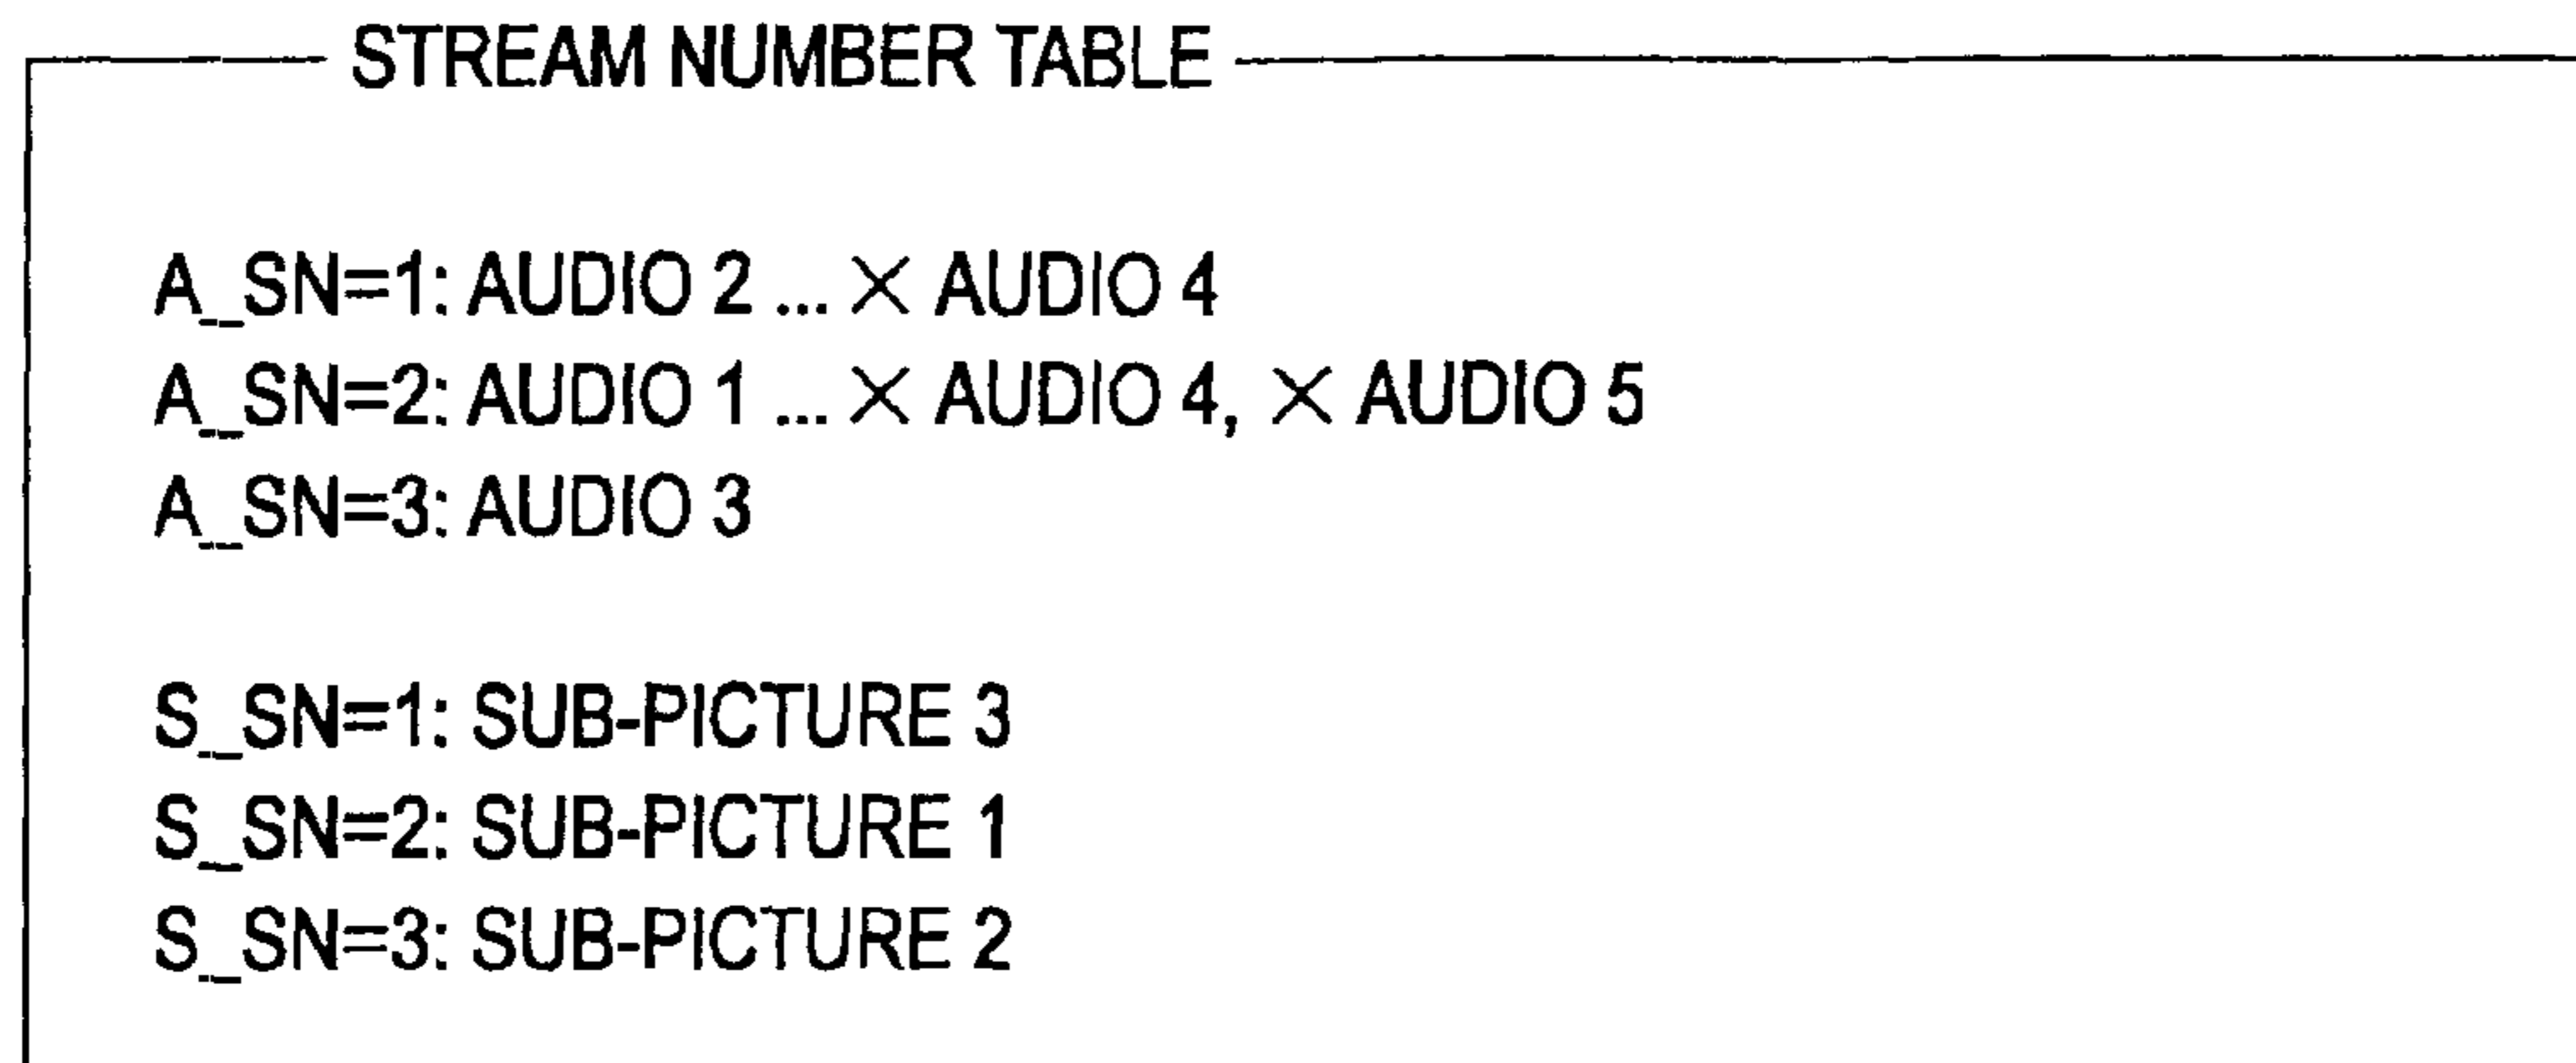 STREAM NUMBER TABLE
A_SN=1: AUDIO 2 ... × AUDIO 4
A_SN=2: AUDIO 1 ... × AUDIO 4, × AUDIO 5
A_SN=3: AUDIO 3
S_SN=1: SUB-PICTURE 3
S_SN=2: SUB-PICTURE 1
S_SN=3: SUB-PICTURE 2